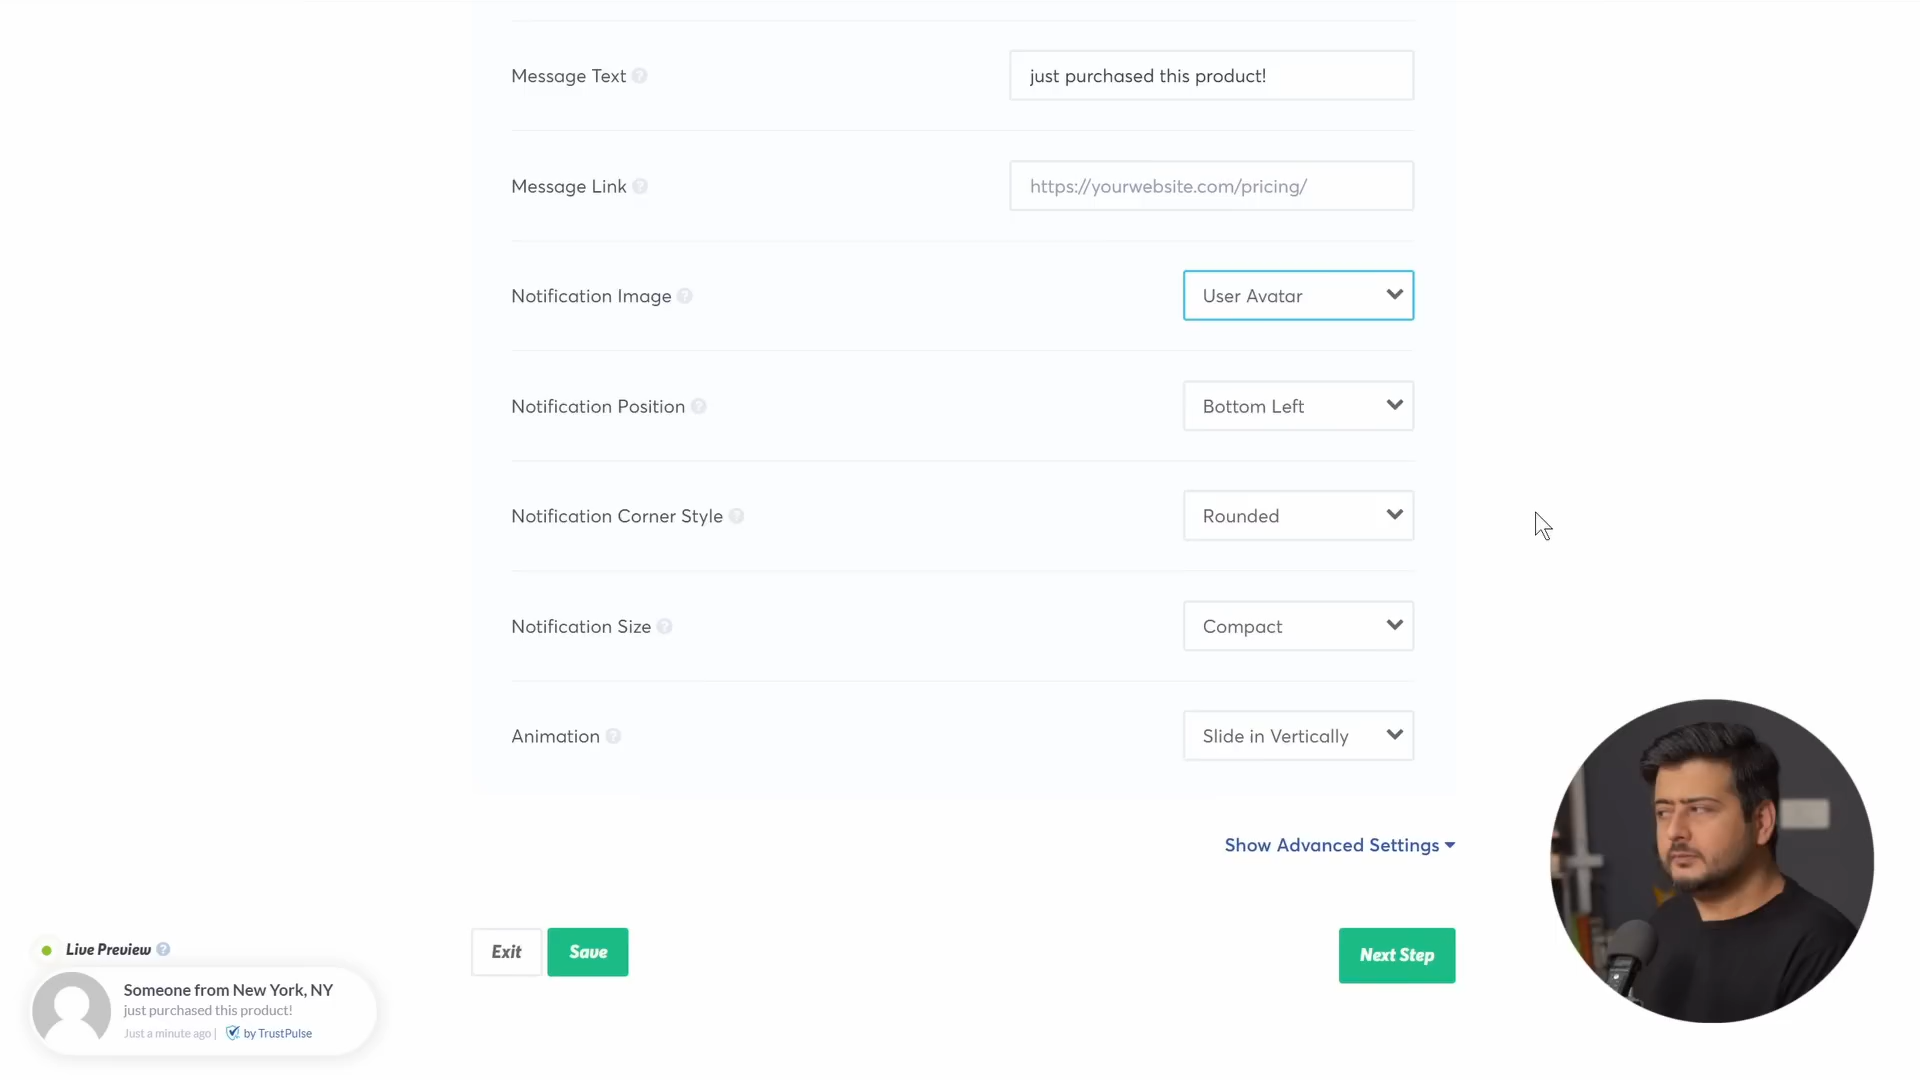 Message Text ?
just purchased this product!
Message Link ?
https://yourwebsite.com/pricing/
Notification Image ?
User Avatar
Notification Position ?
Bottom Left
Notification Corner Style ?
Rounded
Notification Size ?
Compact
Animation ?
Slide in Vertically
Show Advanced Settings
Exit
Save
Next Step
Live Preview ?
Someone from New York, NY
just purchased this product!
Just a minute ago | by TrustPulse